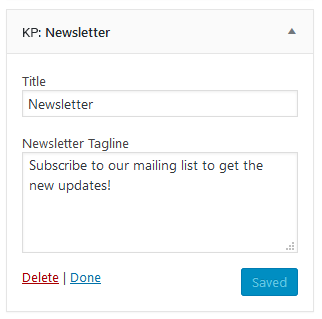 KP: Newsletter
Title
Newsletter
Newsletter Tagline
Subscribe to our mailing list to get the
new updates!
Delete | Done
Saved